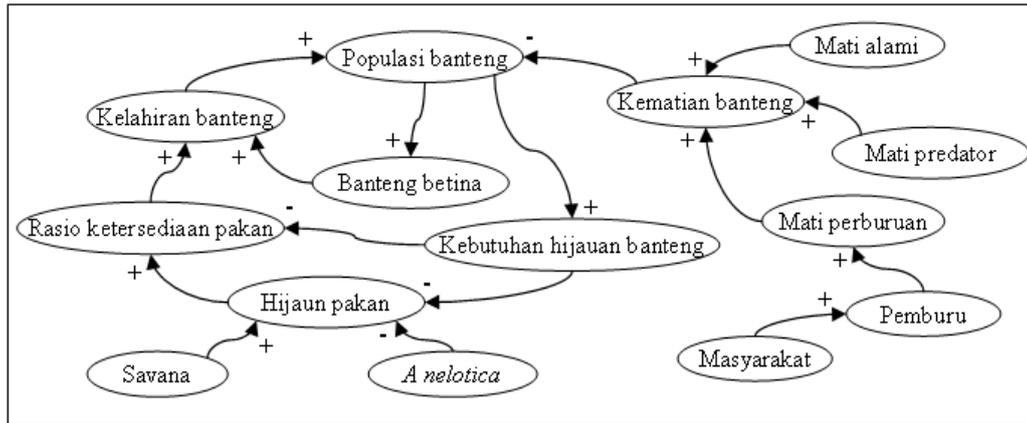 +
Populasi banteng
-
Mati alami
+
Kelahiran banteng
Kematian banteng
+
+
+
+
+
Mati predator
+
Banteng betina
-
+
Rasio ketersediaan pakan
Kebutuhan hijauan banteng
Mati perburuan
+
-
+
Hijaun pakan
+
Pemburu
+
-
Savana
A nelotica
Masyarakat